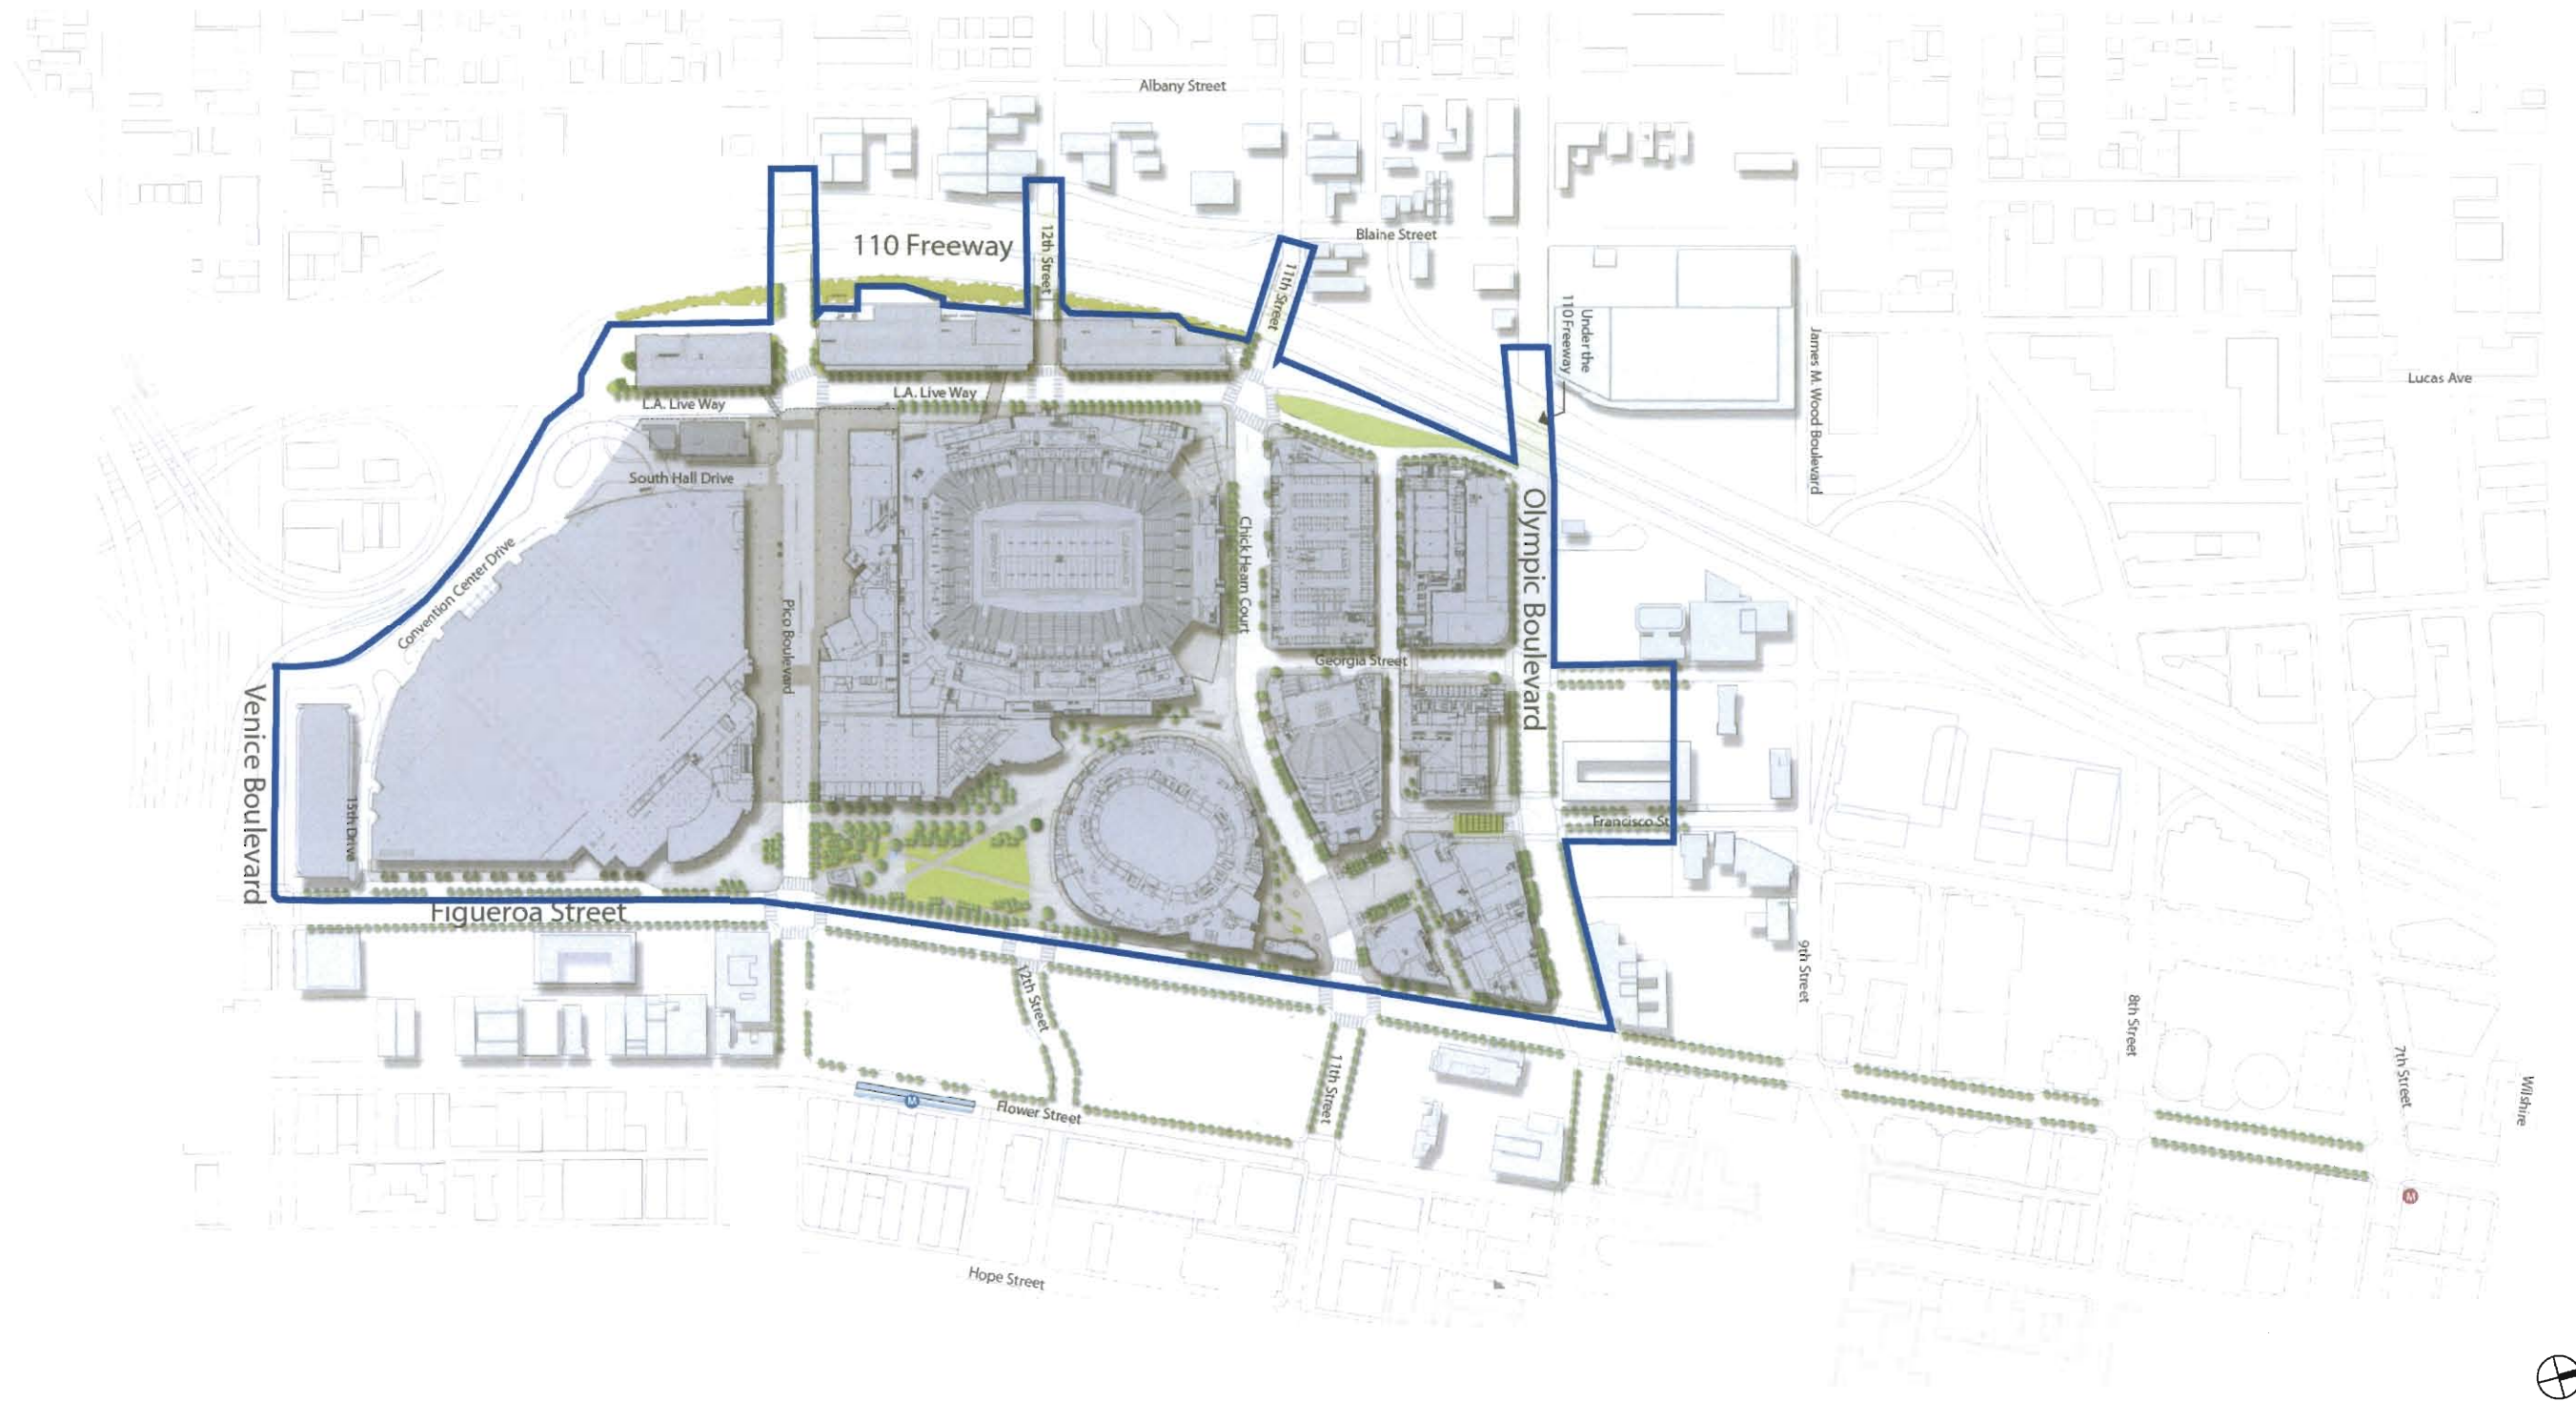 Albany Street
Blaine Street
110 Freeway
12th Street
11th Street
Under the
110 Freeway
James M. Wood Boulevard
Lucas Ave
L.A. Live Way
L.A. Live Way
South Hall Drive
Convention Center Drive
Pico Boulevard
Chick Hearn Court
Olympic Boulevard
Georgia Street
Venice Boulevard
15th Drive
Francisco St
Figueroa Street
12th Street
11th Street
9th Street
8th Street
7th Street
Wilshire
M
Flower Street
M
Hope Street